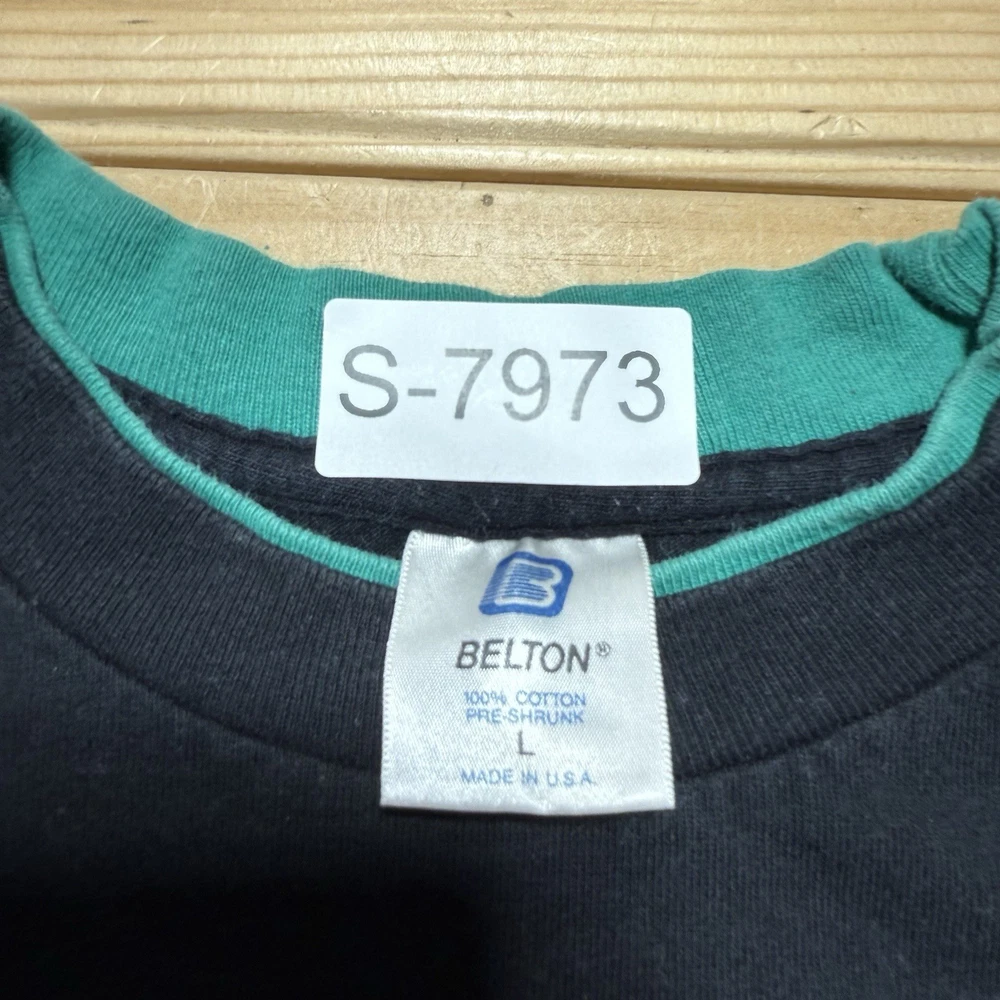 S-7973
B
BELTON®
100% COTTON
PRE-SHRUNK
L
MADE IN U.S.A.